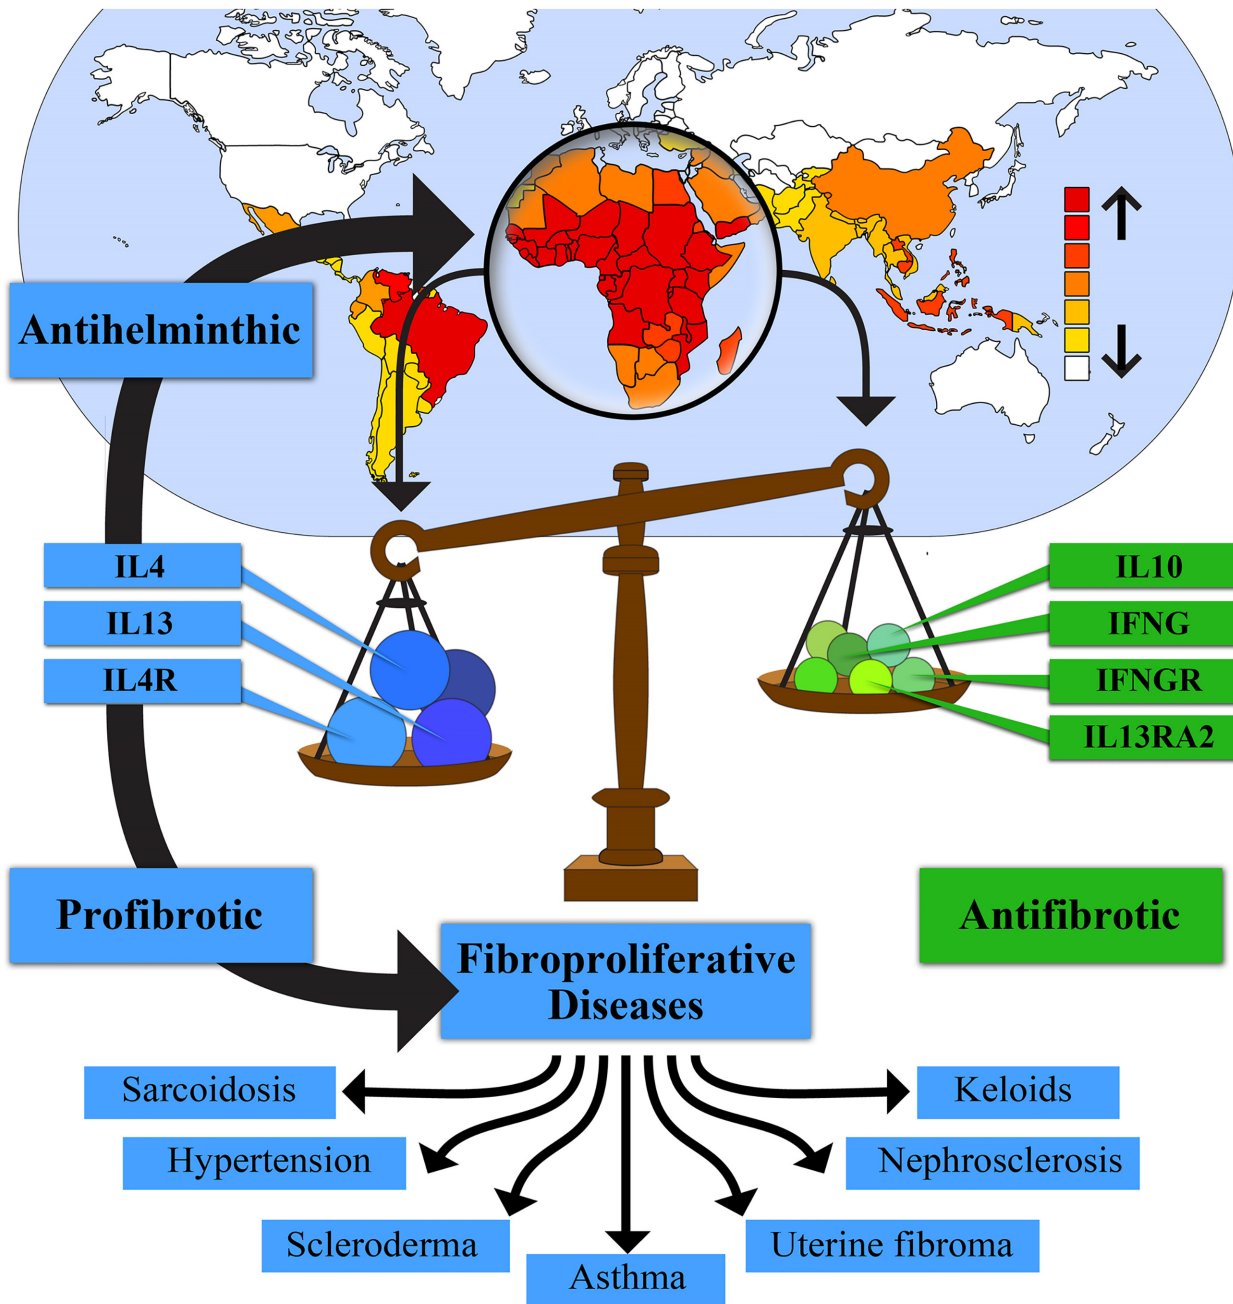 Antihelminthic
IL4
IL13
IL4R
IL10
IFNG
IFNGR
IL13RA2
Profibrotic
Antifibrotic
Fibroproliferative
Diseases
Sarcoidosis
Keloids
Hypertension
Nephrosclerosis
Scleroderma
Uterine fibroma
Asthma